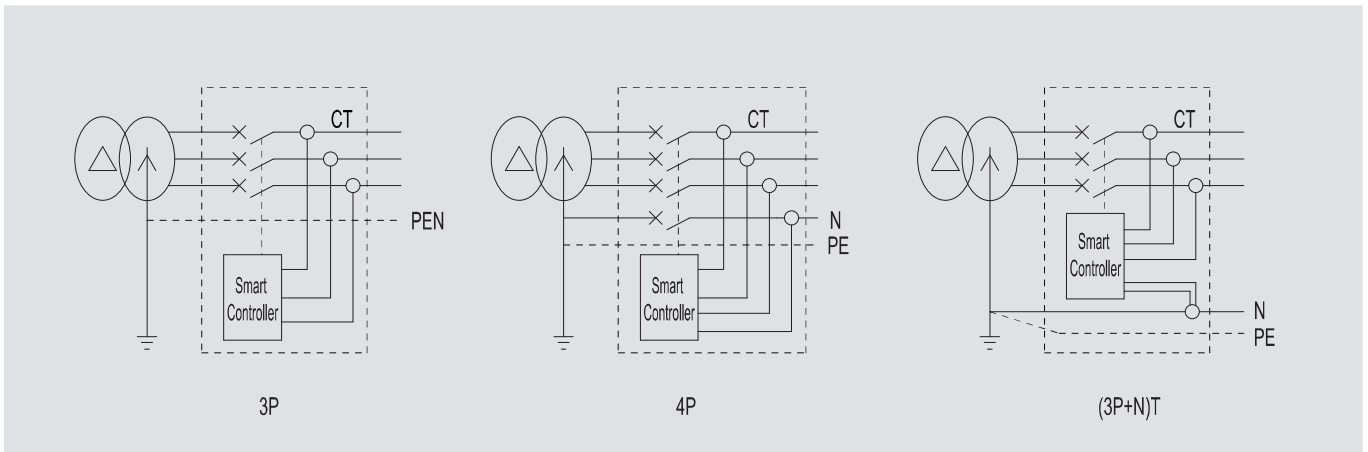 CT
PEN
Smart
Controller
3P
CT
N
PE
Smart
Controller
4P
CT
Smart
Controller
N
PE
(3P+N)T